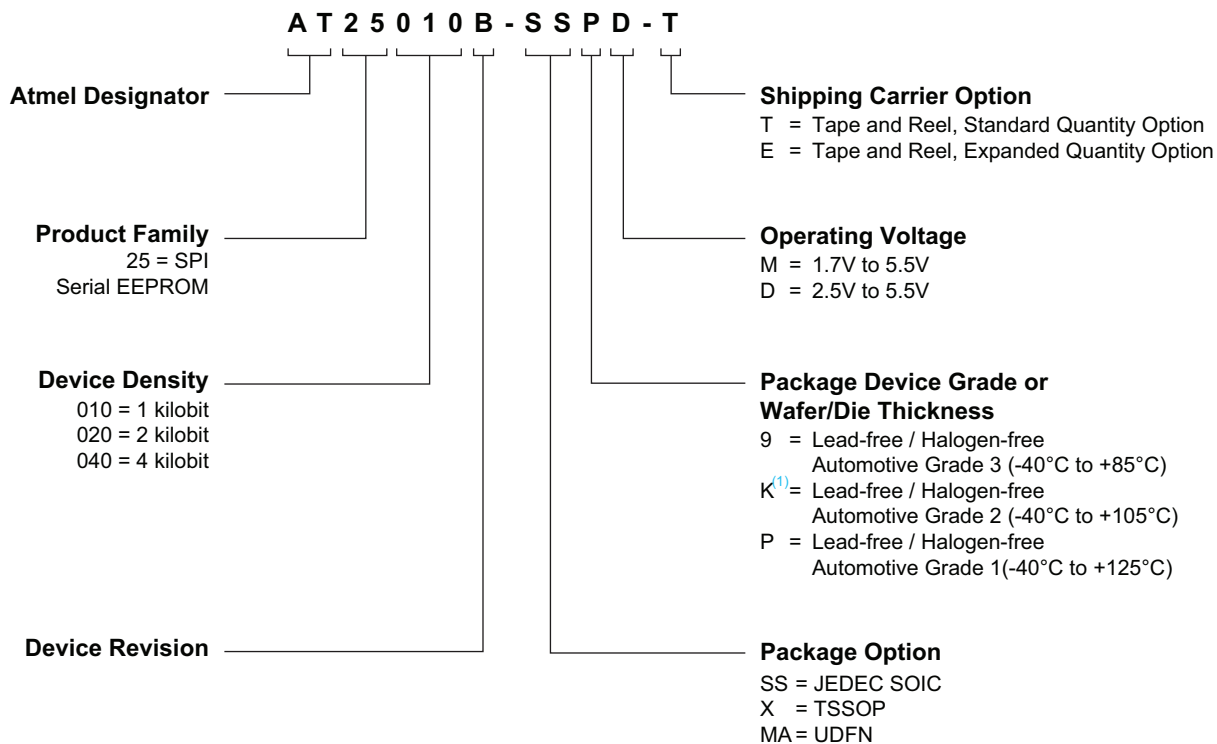 AT25010B-SSPD-T
Atmel Designator
Product Family
25 = SPI
Serial EEPROM
Device Density
010 = 1 kilobit
020 = 2 kilobit
040 = 4 kilobit
Device Revision
Shipping Carrier Option
T = Tape and Reel, Standard Quantity Option
E = Tape and Reel, Expanded Quantity Option
Operating Voltage
M = 1.7V to 5.5V
D = 2.5V to 5.5V
Package Device Grade or
Wafer/Die Thickness
9 = Lead-free / Halogen-free
Automotive Grade 3 (-40°C to +85°C)
K(1)= Lead-free / Halogen-free
Automotive Grade 2 (-40°C to +105°C)
P = Lead-free / Halogen-free
Automotive Grade 1(-40°C to +125°C)
Package Option
SS = JEDEC SOIC
X = TSSOP
MA = UDFN